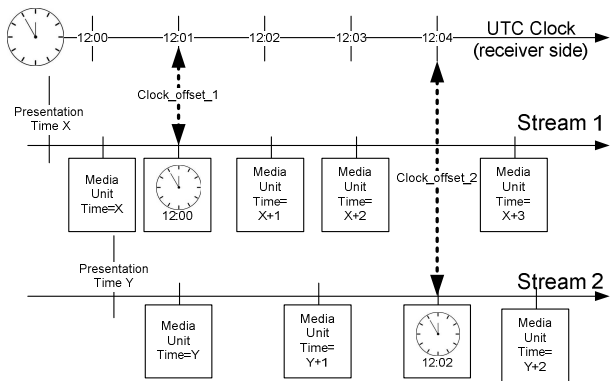 12:00
12:01
12:02
12:03
12:04
UTC Clock
(receiver side)
Clock_offset_1
Presentation
Time X
Stream 1
Media
Unit
Time=X
12:00
Media
Unit
Time=
X+1
Media
Unit
Time=
X+2
Clock_offset_2
Media
Unit
Time=
X+3
Presentation
Time Y
Stream 2
Media
Unit
Time=Y
Media
Unit
Time=
Y+1
12:02
Media
Unit
Time=
Y+2